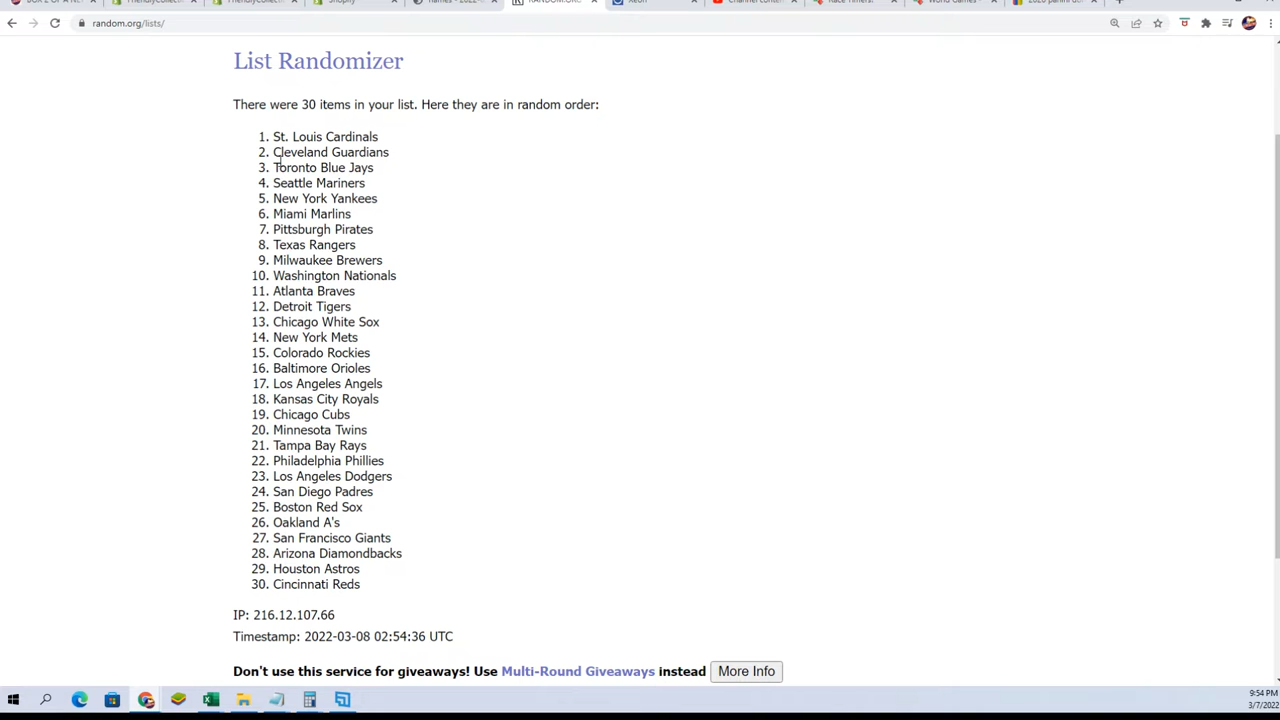 random.org/lists/
List Randomizer
There were 30 items in your list. Here they are in random order:
1. St. Louis Cardinals
2. Cleveland Guardians
3. Toronto Blue Jays
4. Seattle Mariners
5. New York Yankees
6. Miami Marlins
7. Pittsburgh Pirates
8. Texas Rangers
9. Milwaukee Brewers
10. Washington Nationals
11. Atlanta Braves
12. Detroit Tigers
13. Chicago White Sox
14. New York Mets
15. Colorado Rockies
16. Baltimore Orioles
17. Los Angeles Angels
18. Kansas City Royals
19. Chicago Cubs
20. Minnesota Twins
21. Tampa Bay Rays
22. Philadelphia Phillies
23. Los Angeles Dodgers
24. San Diego Padres
25. Boston Red Sox
26. Oakland A's
27. San Francisco Giants
28. Arizona Diamondbacks
29. Houston Astros
30. Cincinnati Reds
IP: 216.12.107.66
Timestamp: 2022-03-08 02:54:36 UTC
Don't use this service for giveaways! Use Multi-Round Giveaways instead More Info
9:54 PM
3/7/2022